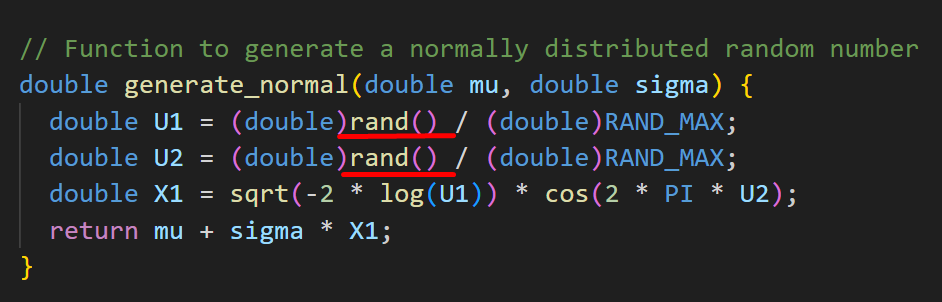 // Function to generate a normally distributed random number
double generate_normal(double mu, double sigma) {
double U1 = (double)rand() / (double)RAND_MAX;
double U2 = (double)rand() / (double)RAND_MAX;
double X1 = sqrt(-2 * log(U1)) * cos(2 * PI * U2);
return mu + sigma * X1;
}